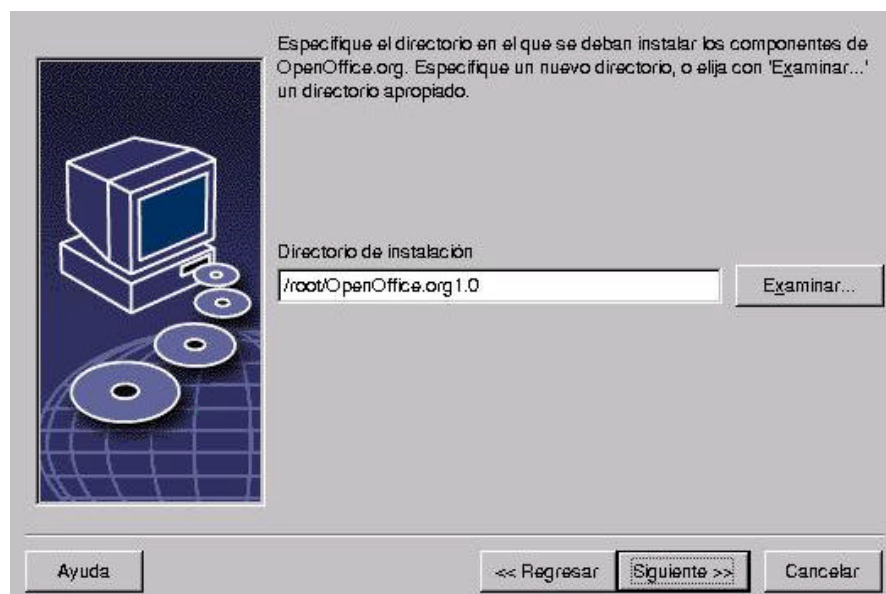 Especifique el directorio en el que se deban instalar los componentes de
OpenOffice.org. Especifique un nuevo directorio, o elija con 'Examinar...'
un directorio apropiado.
Directorio de instalación
/root/OpenOffice.org1.0
Examinar...
Ayuda
<< Regresar
Siguiente >>
Cancelar